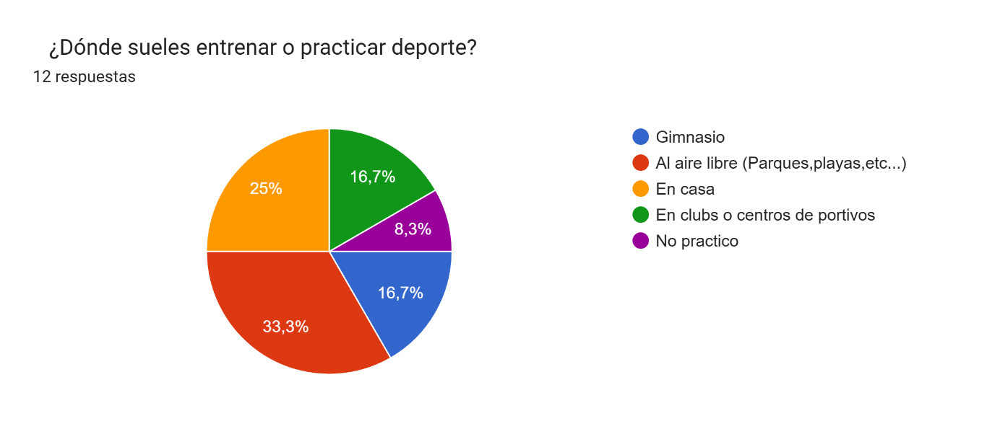 ¿Dónde sueles entrenar o practicar deporte?
12 respuestas
16,7%
25%
8,3%
16,7%
33,3%
Gimnasio
Al aire libre (Parques,playas,etc...)
En casa
En clubs o centros de portivos
No practico